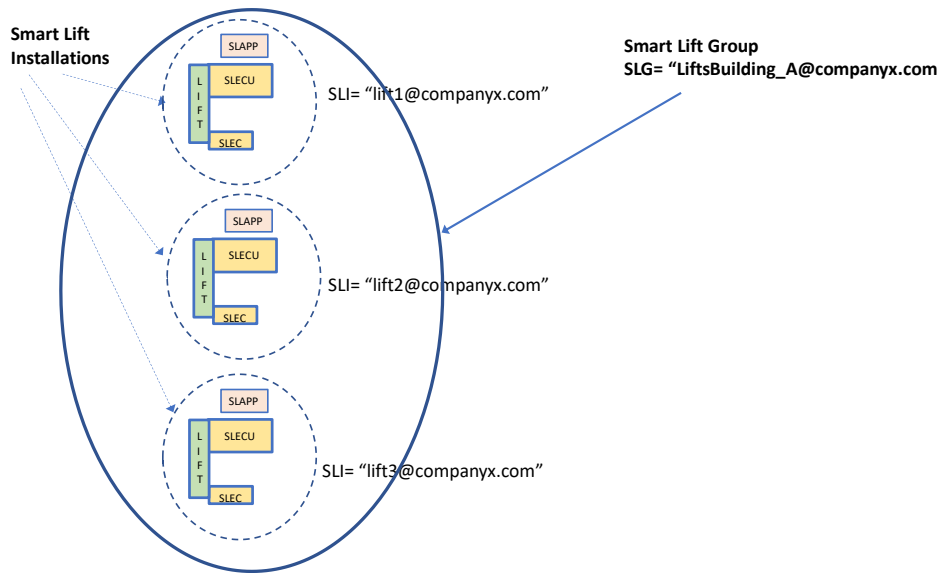 Smart Lift
Installations
SLAPP
SLECU
L
I
F
T
SLEC
SLI= “lift1@companyx.com”
SLAPP
SLECU
L
I
F
T
SLEC
SLI= “lift2@companyx.com”
SLAPP
SLECU
L
I
F
T
SLEC
SLI= “lift3@companyx.com”
Smart Lift Group
SLG= “LiftsBuilding_A@companyx.com